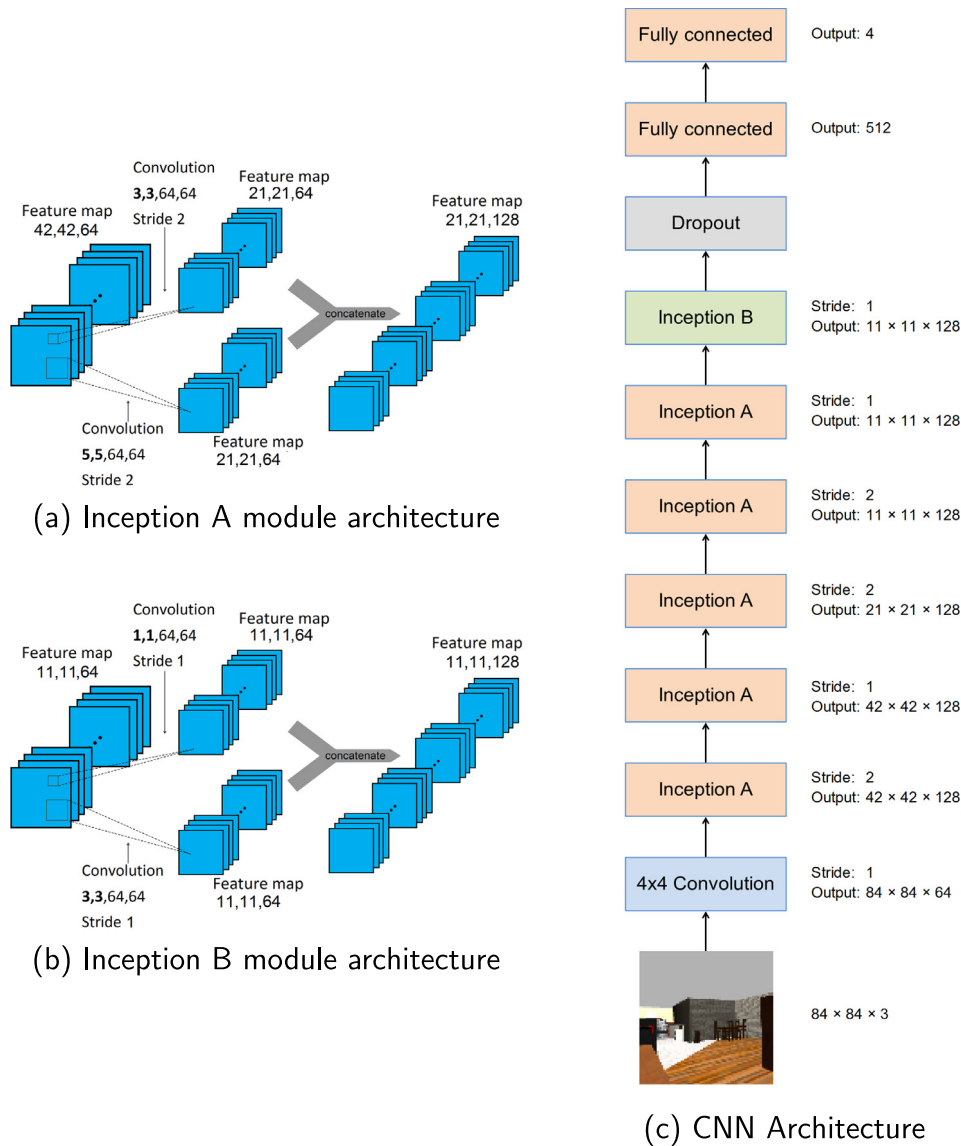 Convolution
3,3,64,64
Stride 2
Feature map
42,42,64
Feature map
21,21,64
Feature map
21,21,128
concatenate
Convolution
5,5,64,64
Stride 2
Feature map
21,21,64
(a) Inception A module architecture
Convolution
1,1,64,64
Stride 1
Feature map
11,11,64
Feature map
11,11,64
Feature map
11,11,128
concatenate
Convolution
3,3,64,64
Stride 1
Feature map
11,11,64
(b) Inception B module architecture
Fully connected
Output: 4
Fully connected
Output: 512
Dropout
Inception B
Stride: 1
Output: 11 × 11 × 128
Inception A
Stride: 1
Output: 11 × 11 × 128
Inception A
Stride: 2
Output: 11 × 11 × 128
Inception A
Stride: 2
Output: 21 × 21 × 128
Inception A
Stride: 1
Output: 42 × 42 × 128
Inception A
Stride: 2
Output: 42 × 42 × 128
4x4 Convolution
Stride: 1
Output: 84 × 84 × 64
84 × 84 × 3
(c) CNN Architecture